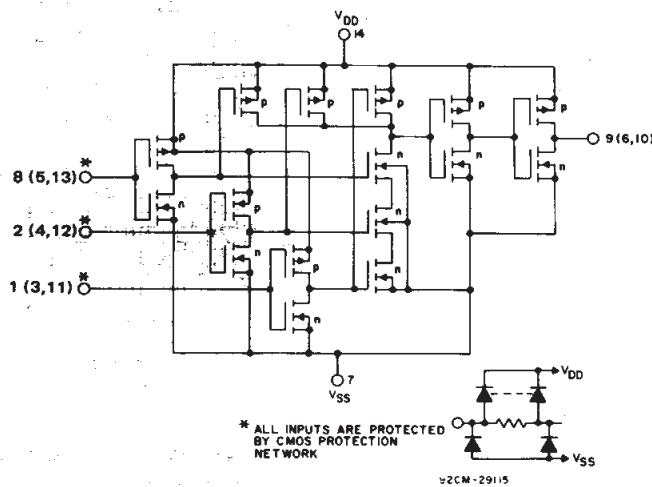 VDD
14
p
p
p
p
p
p
n
n
n
9(6,10)
*
8 (5,13)
n
p
n
*
2 (4,12)
n
p
n
*
1 (3,11)
n
7
VSS
VDD
* ALL INPUTS ARE PROTECTED
BY CMOS PROTECTION
NETWORK
VSS
92CM-29115